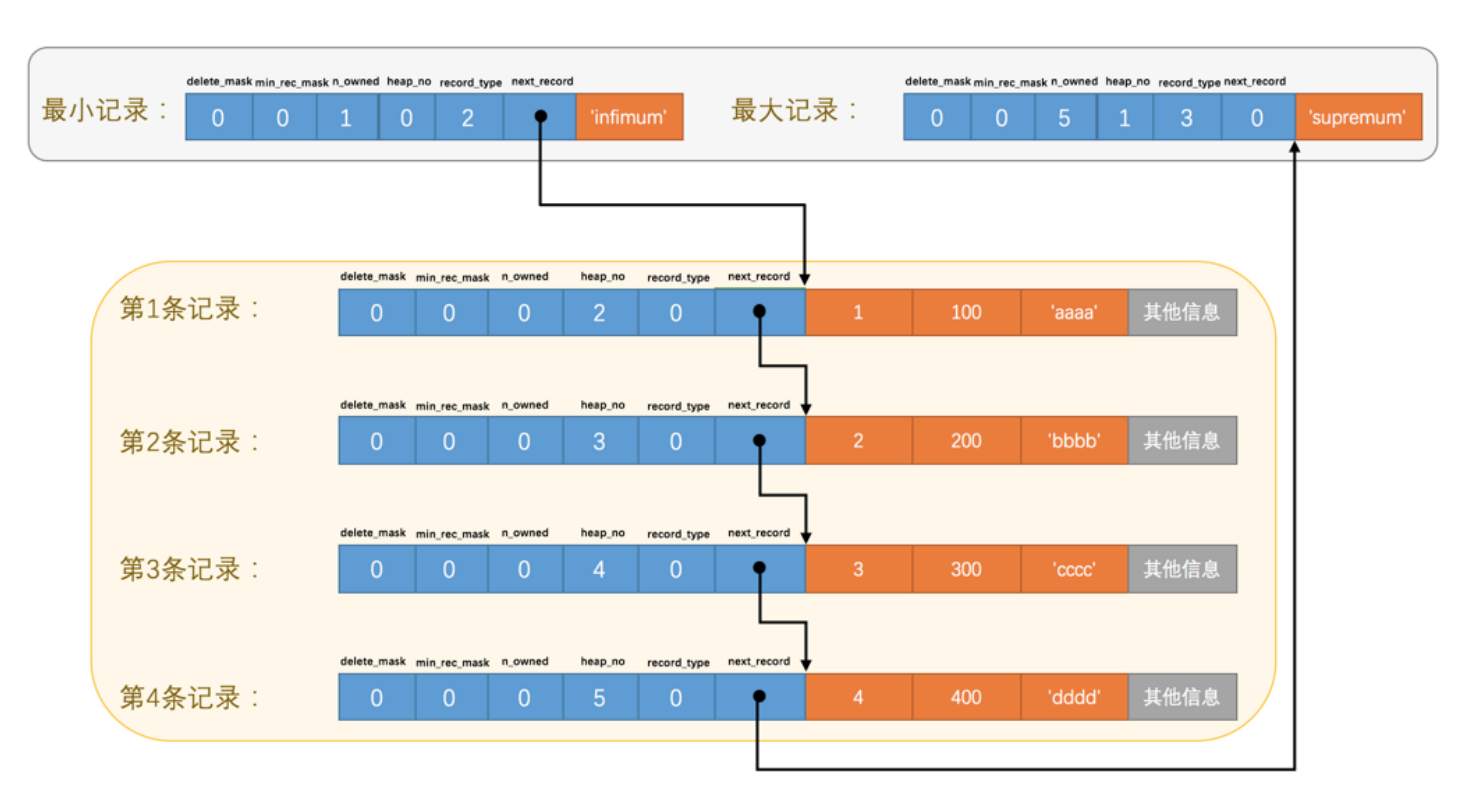 delete_mask min_rec_mask n_owned heap_no record_type next_record
最小记录： 0 0 1 0 2 'infimum'
delete_mask min_rec_mask n_owned heap_no record_type next_record
最大记录： 0 0 5 1 3 0 'supremum'
delete_mask min_rec_mask n_owned heap_no record_type next_record
第1条记录： 0 0 0 2 0 1 100 'aaaa' 其他信息
delete_mask min_rec_mask n_owned heap_no record_type next_record
第2条记录： 0 0 0 3 0 2 200 'bbbb' 其他信息
delete_mask min_rec_mask n_owned heap_no record_type next_record
第3条记录： 0 0 0 4 0 3 300 'cccc' 其他信息
delete_mask min_rec_mask n_owned heap_no record_type next_record
第4条记录： 0 0 0 5 0 4 400 'dddd' 其他信息